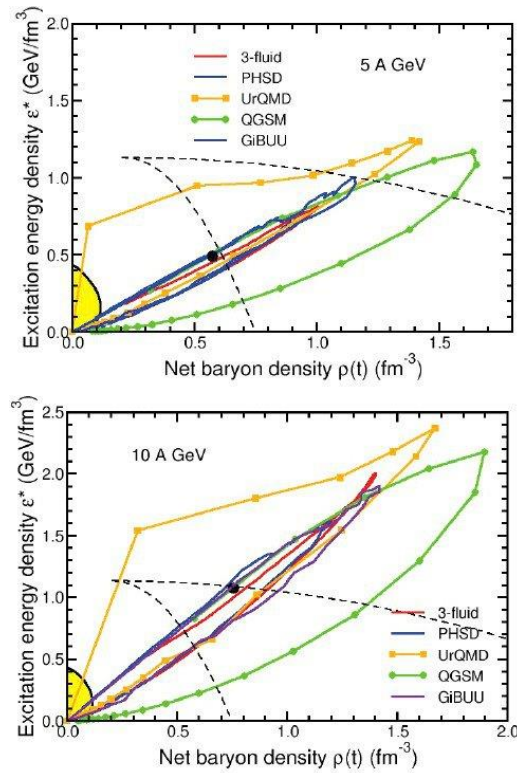 Excitation energy density ε* (GeV/fm³)
2.0
1.5
1.0
0.5
0.0
3-fluid
PHSD
UrQMD
QGSM
GiBUU
5 A GeV
0.0 0.5 1.0 1.5
Net baryon density ρ(t) (fm⁻³)
Excitation energy density ε* (GeV/fm³)
2.5
2.0
1.5
1.0
0.5
0.0
10 A GeV
3-fluid
PHSD
UrQMD
QGSM
GiBUU
0.0 0.5 1.0 1.5 2.0
Net baryon density ρ(t) (fm⁻³)